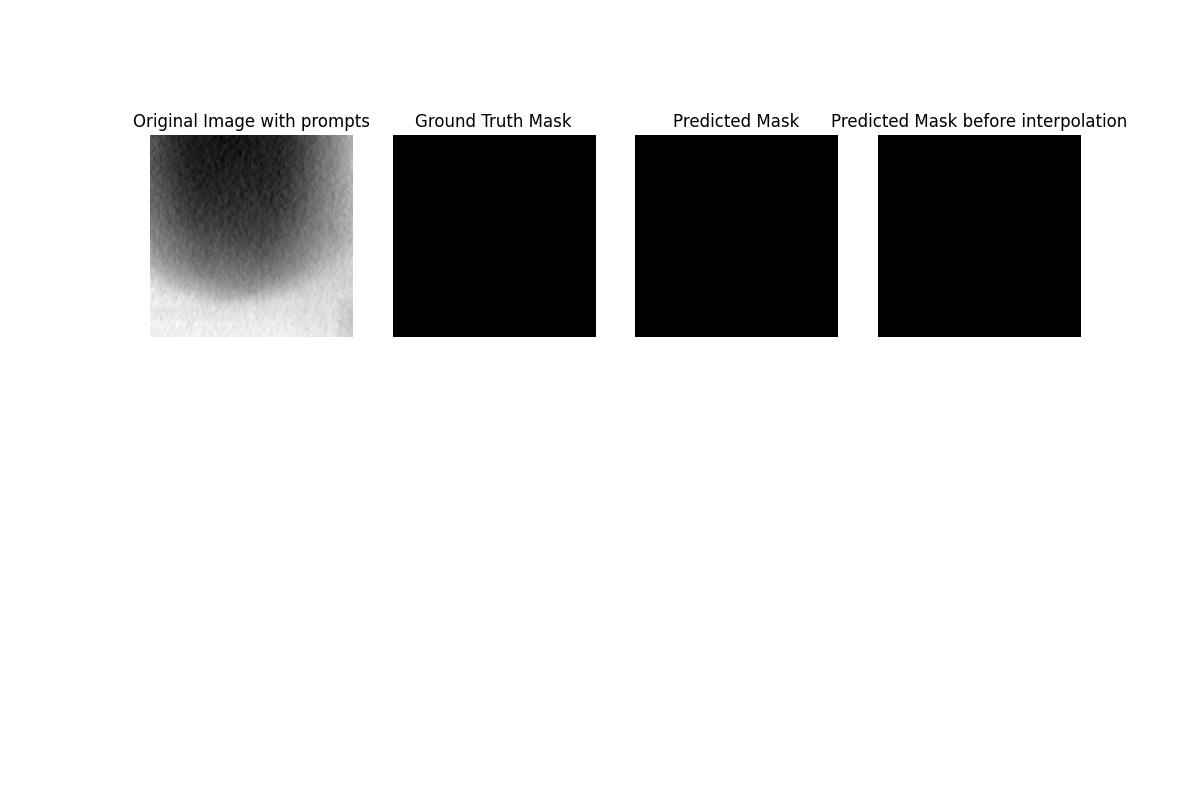 Original Image with prompts
Ground Truth Mask
Predicted Mask
Predicted Mask before interpolation